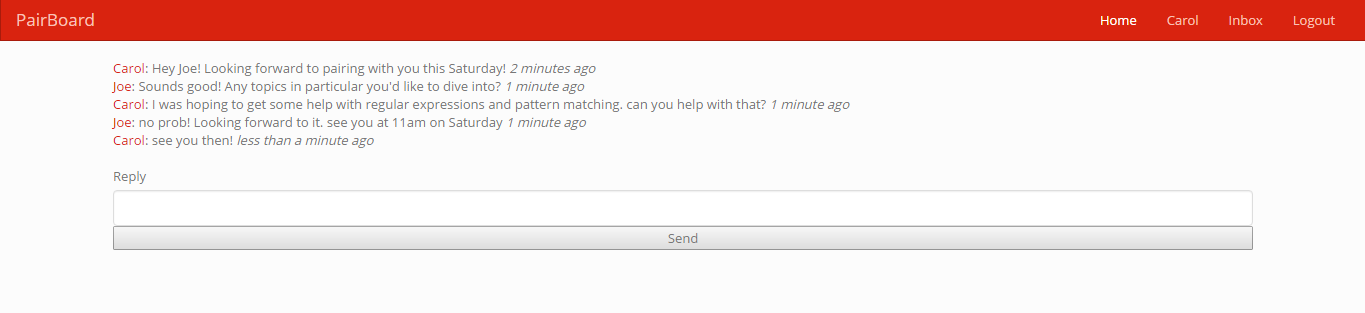 PairBoard Home Carol Inbox Logout
Carol: Hey Joe! Looking forward to pairing with you this Saturday! 2 minutes ago
Joe: Sounds good! Any topics in particular you'd like to dive into? 1 minute ago
Carol: I was hoping to get some help with regular expressions and pattern matching. can you help with that? 1 minute ago
Joe: no prob! Looking forward to it. see you at 11am on Saturday 1 minute ago
Carol: see you then! less than a minute ago
Reply
Send